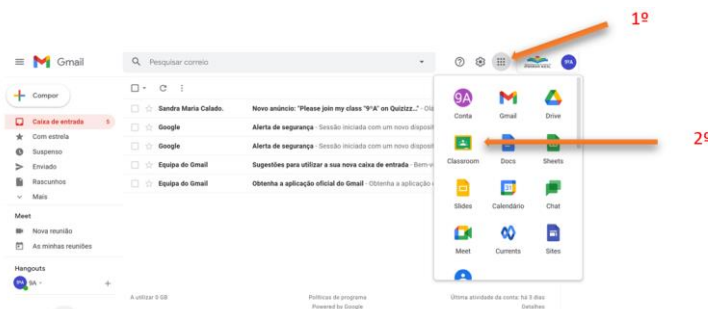 1º
Gmail
Pesquisar correio
9ºA
Compor
Caixa de entrada 5
Com estrela
Suspenso
Enviado
Rascunhos
Mais
Meet
Nova reunião
As minhas reuniões
Hangouts
9A
Sandra Maria Calado. Novo anúncio: "Please join my class "9ºA" on Quizizz..." - Olá
Google Alerta de segurança - Sessão iniciada com um novo disposit
Google Alerta de segurança - Sessão iniciada com um novo disposit
Equipa do Gmail Sugestões para utilizar a sua nova caixa de entrada - Bem-vi
Equipa do Gmail Obtenha a aplicação oficial do Gmail - Obtenha a aplicação
9A
Conta Gmail Drive
2º
Classroom Docs Sheets
Slides Calendário Chat
Meet Currents Sites
A utilizar 0 GB
Políticas de programa
Powered by Google
Última atividade da conta: há 3 dias
Detalhes